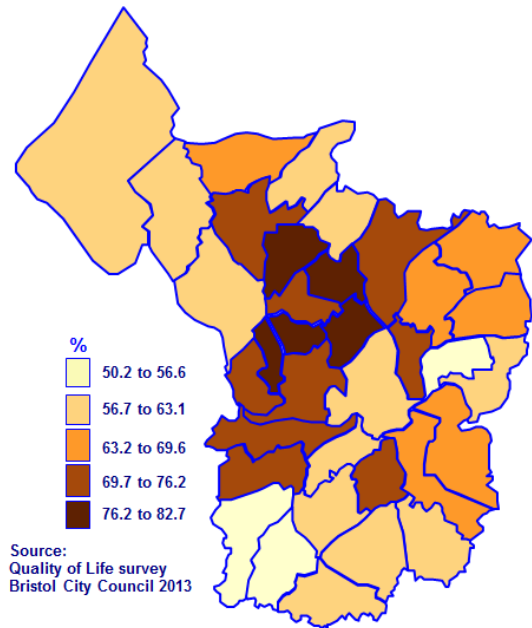 %
50.2 to 56.6
56.7 to 63.1
63.2 to 69.6
69.7 to 76.2
76.2 to 82.7
Source:
Quality of Life survey
Bristol City Council 2013